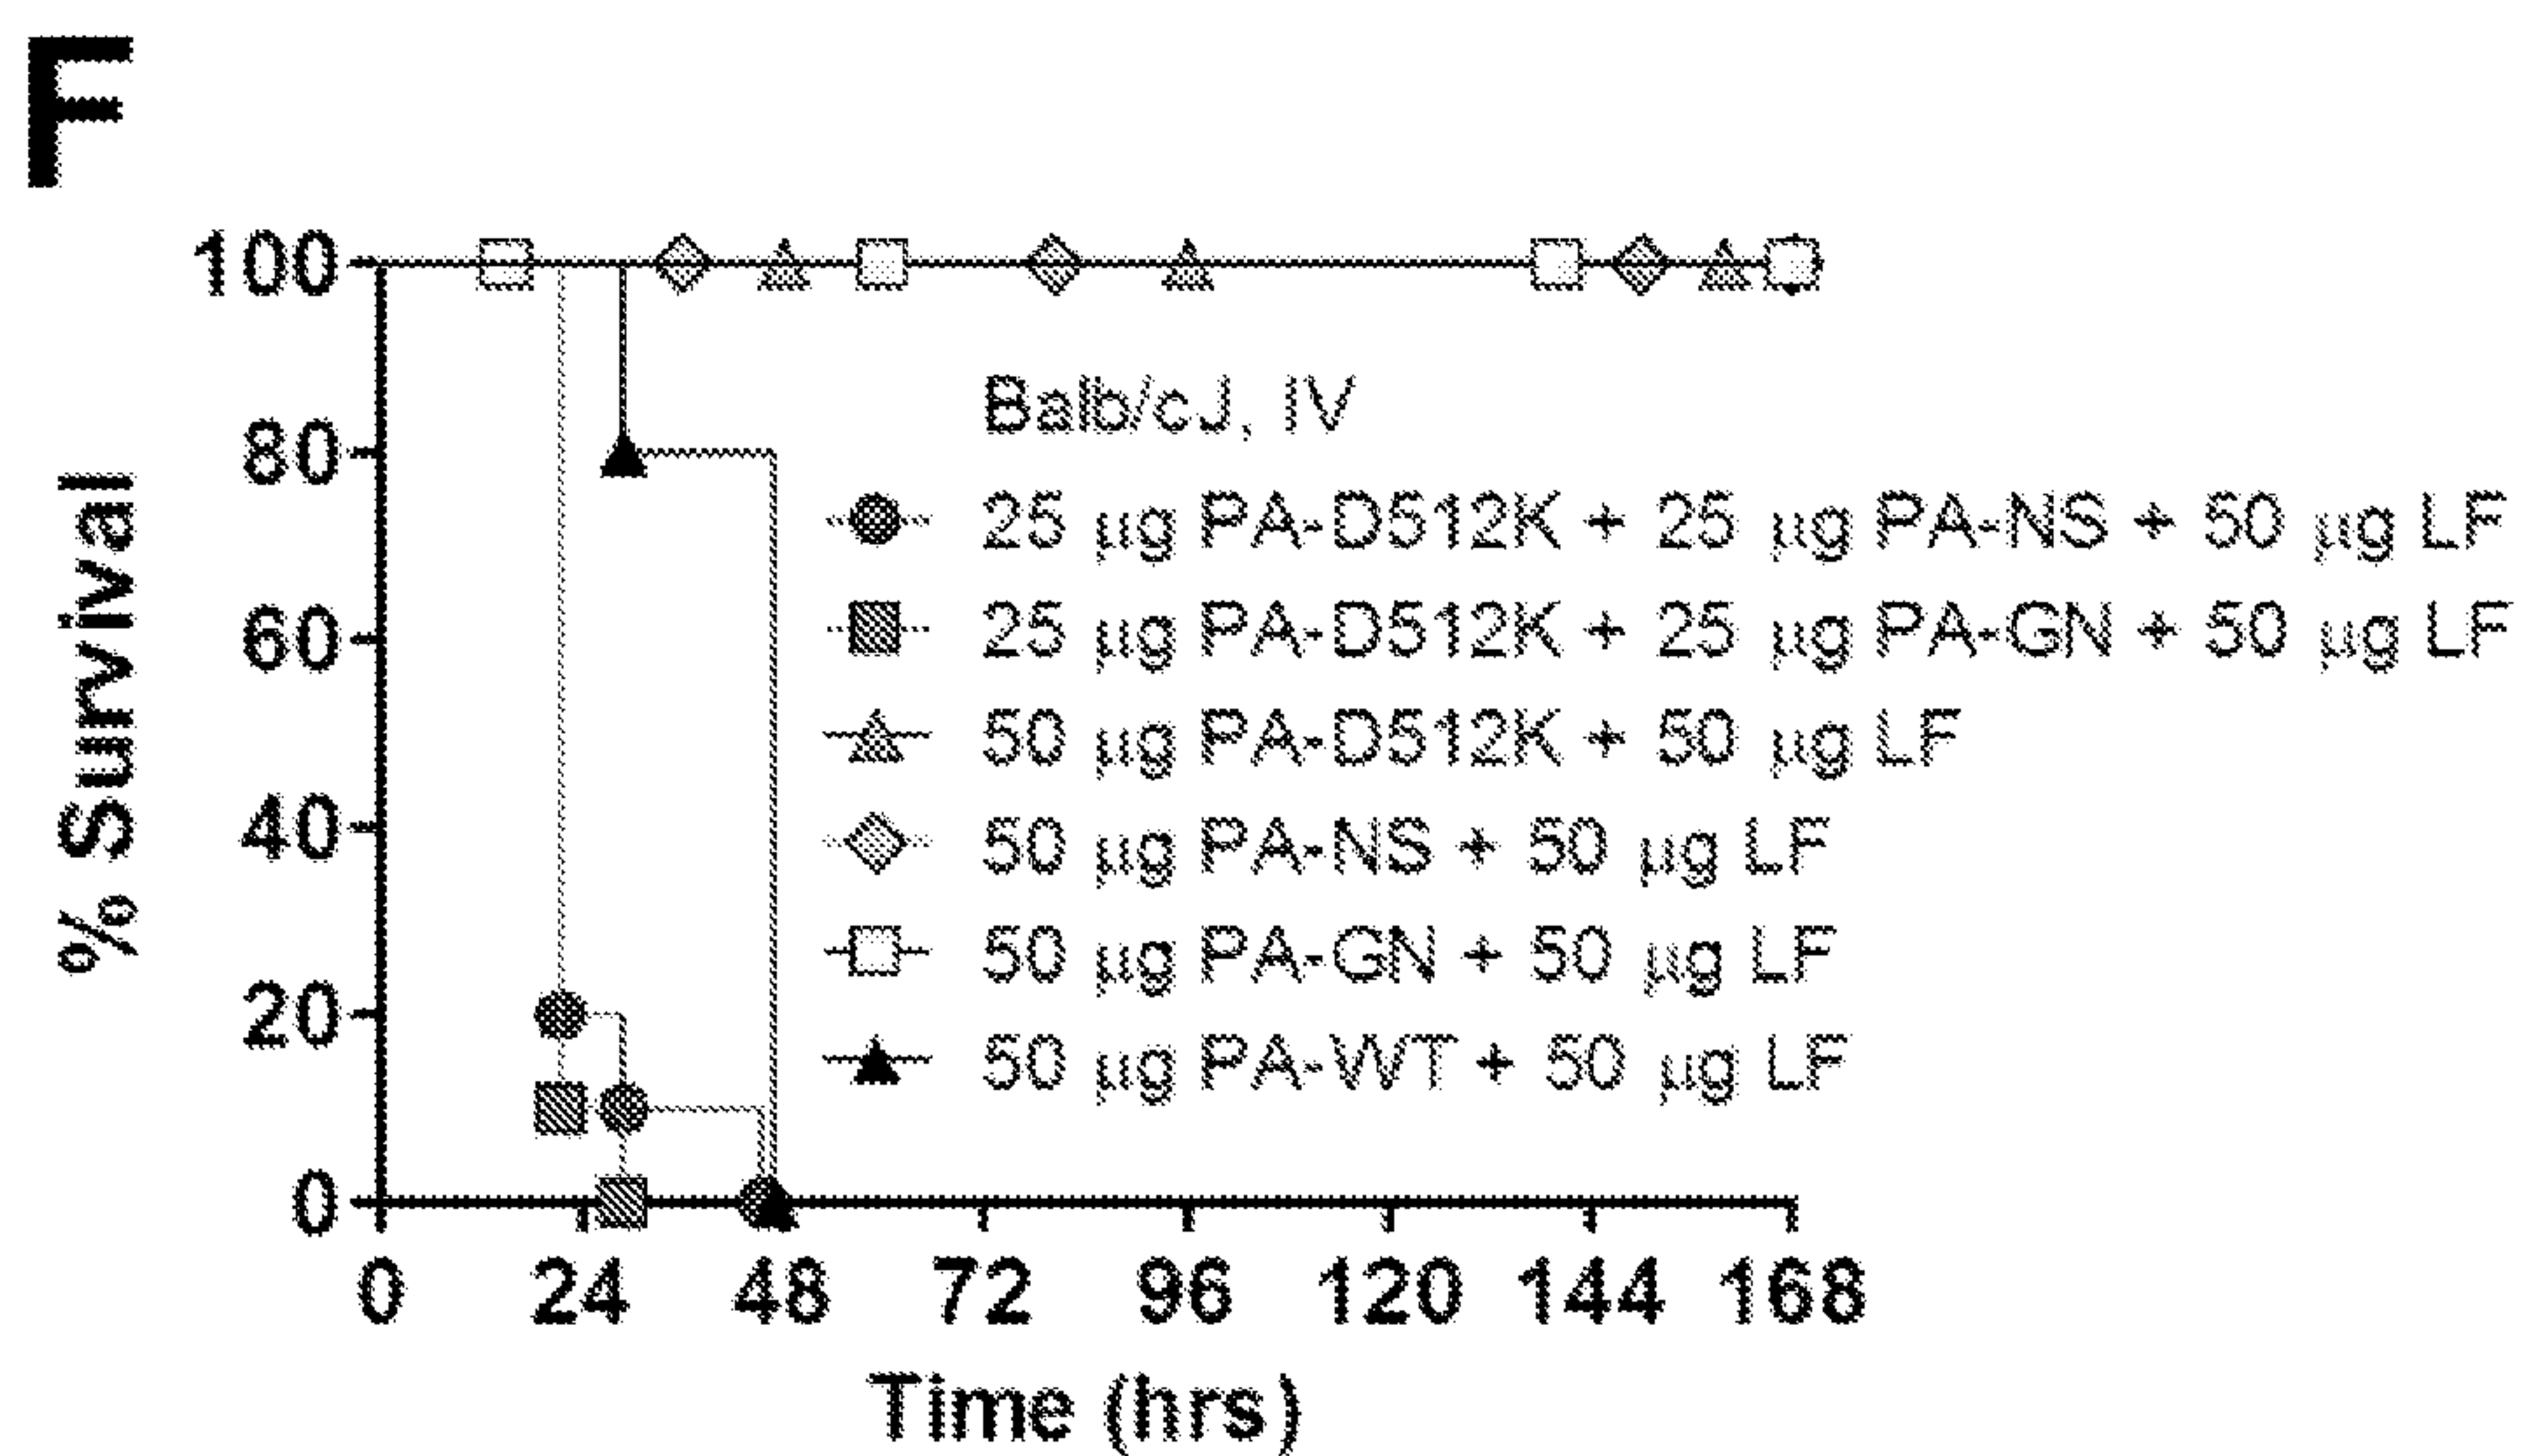 F
100
80
60
40
20
0
% Survival
Balb/cJ, IV
25 µg PA-D512K + 25 µg PA-NS + 50 µg LF
25 µg PA-D512K + 25 µg PA-GN + 50 µg LF
50 µg PA-D512K + 50 µg LF
50 µg PA-NS + 50 µg LF
50 µg PA-GN + 50 µg LF
50 µg PA-WT + 50 µg LF
0 24 48 72 96 120 144 168
Time (hrs)